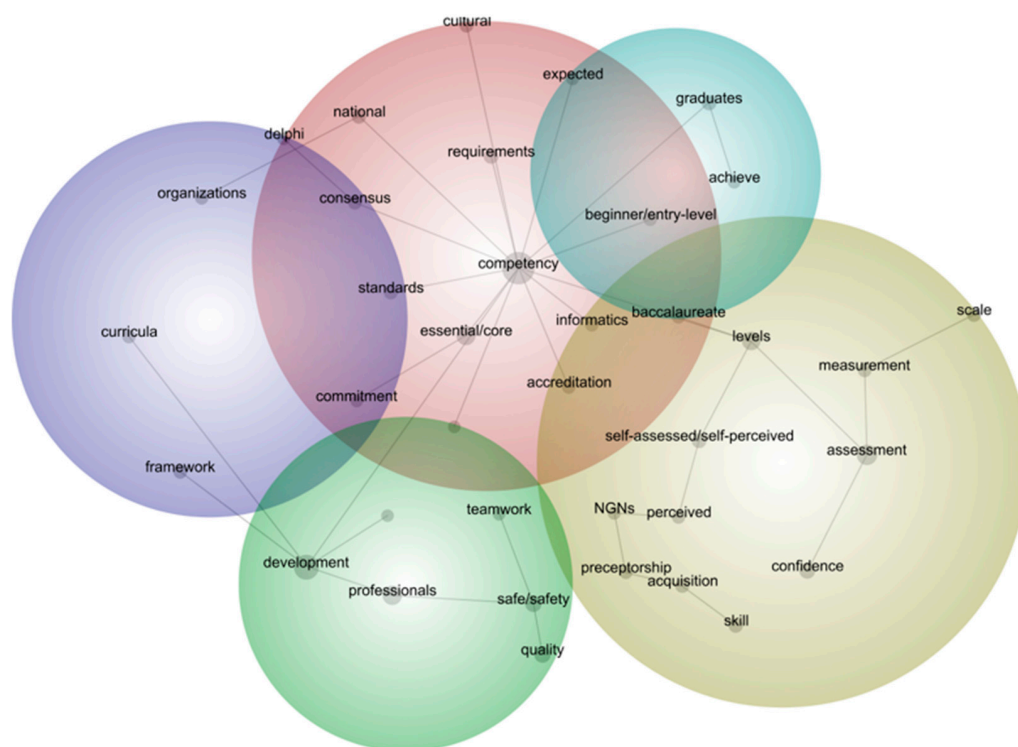 cultural
expected
graduates
national
delphi
requirements
achieve
organizations
consensus
beginner/entry-level
competency
standards
scale
baccalaureate
informatics
essential/core
curricula
levels
measurement
accreditation
commitment
self-assessed/self-perceived
assessment
framework
teamwork
NGNs
perceived
development
preceptorship
confidence
acquisition
professionals
safe/safety
skill
quality